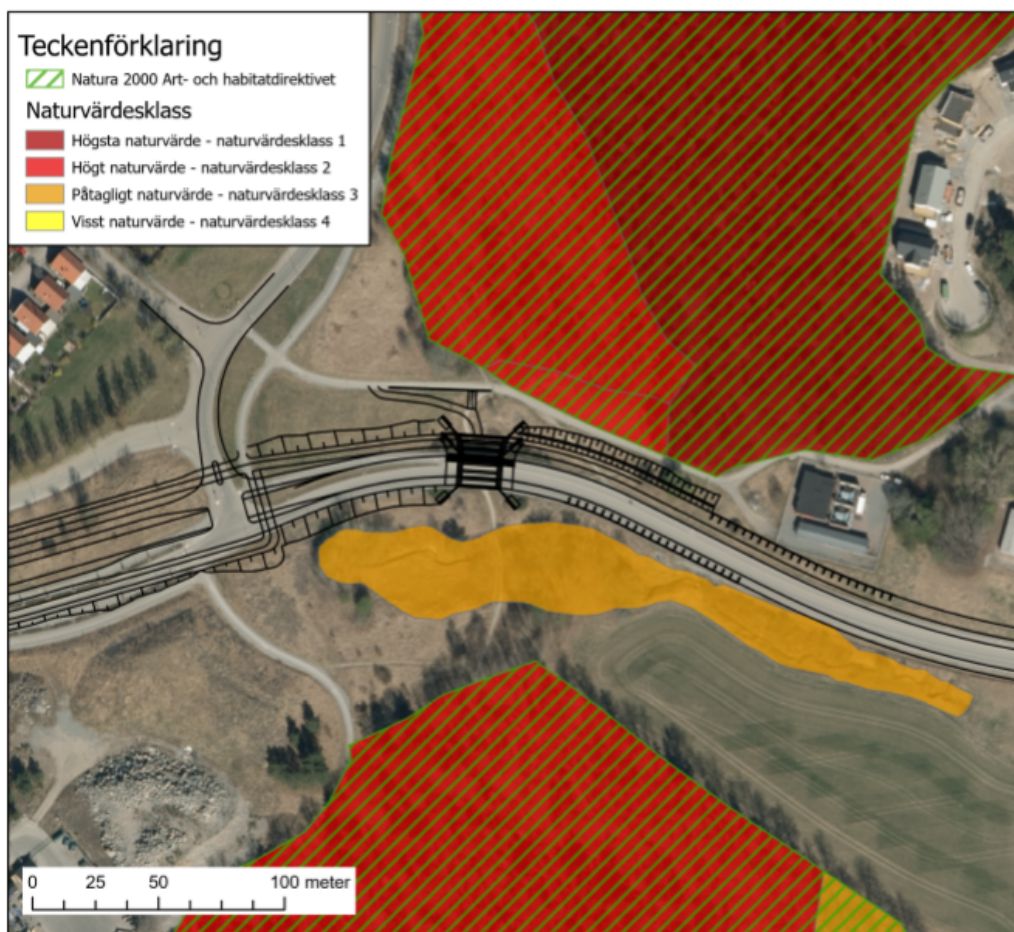 Teckenförklaring
Natura 2000 Art- och habitatdirektivet
Naturvärdesklass
Högsta naturvärde - naturvärdesklass 1
Högt naturvärde - naturvärdesklass 2
Påtagligt naturvärde - naturvärdesklass 3
Visst naturvärde - naturvärdesklass 4
0 25 50 100 meter